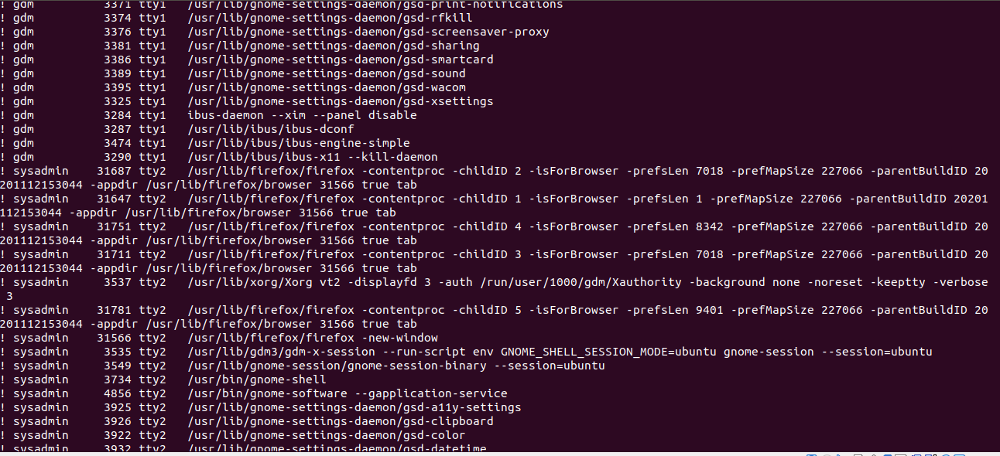 ! gdm          3371 tty1   /usr/lib/gnome-settings-daemon/gsd-print-notifications
! gdm          3374 tty1   /usr/lib/gnome-settings-daemon/gsd-rfkill
! gdm          3376 tty1   /usr/lib/gnome-settings-daemon/gsd-screensaver-proxy
! gdm          3381 tty1   /usr/lib/gnome-settings-daemon/gsd-sharing
! gdm          3386 tty1   /usr/lib/gnome-settings-daemon/gsd-smartcard
! gdm          3389 tty1   /usr/lib/gnome-settings-daemon/gsd-sound
! gdm          3395 tty1   /usr/lib/gnome-settings-daemon/gsd-wacom
! gdm          3325 tty1   /usr/lib/gnome-settings-daemon/gsd-xsettings
! gdm          3284 tty1   ibus-daemon --xim --panel disable
! gdm          3287 tty1   /usr/lib/ibus/ibus-dconf
! gdm          3474 tty1   /usr/lib/ibus/ibus-engine-simple
! gdm          3290 tty1   /usr/lib/ibus/ibus-x11 --kill-daemon
! sysadmin    31687 tty2   /usr/lib/firefox/firefox -contentproc -childID 2 -isForBrowser -prefsLen 7018 -prefMapSize 227066 -parentBuildID 20
201112153044 -appdir /usr/lib/firefox/browser 31566 true tab
! sysadmin    31647 tty2   /usr/lib/firefox/firefox -contentproc -childID 1 -isForBrowser -prefsLen 1 -prefMapSize 227066 -parentBuildID 20201
112153044 -appdir /usr/lib/firefox/browser 31566 true tab
! sysadmin    31751 tty2   /usr/lib/firefox/firefox -contentproc -childID 4 -isForBrowser -prefsLen 8342 -prefMapSize 227066 -parentBuildID 20
201112153044 -appdir /usr/lib/firefox/browser 31566 true tab
! sysadmin    31711 tty2   /usr/lib/firefox/firefox -contentproc -childID 3 -isForBrowser -prefsLen 7018 -prefMapSize 227066 -parentBuildID 20
201112153044 -appdir /usr/lib/firefox/browser 31566 true tab
! sysadmin     3537 tty2   /usr/lib/xorg/Xorg vt2 -displayfd 3 -auth /run/user/1000/gdm/Xauthority -background none -noreset -keeptty -verbose
 3
! sysadmin    31781 tty2   /usr/lib/firefox/firefox -contentproc -childID 5 -isForBrowser -prefsLen 9401 -prefMapSize 227066 -parentBuildID 20
201112153044 -appdir /usr/lib/firefox/browser 31566 true tab
! sysadmin    31566 tty2   /usr/lib/firefox/firefox -new-window
! sysadmin     3535 tty2   /usr/lib/gdm3/gdm-x-session --run-script env GNOME_SHELL_SESSION_MODE=ubuntu gnome-session --session=ubuntu
! sysadmin     3549 tty2   /usr/lib/gnome-session/gnome-session-binary --session=ubuntu
! sysadmin     3734 tty2   /usr/bin/gnome-shell
! sysadmin     4856 tty2   /usr/bin/gnome-software --gapplication-service
! sysadmin     3925 tty2   /usr/lib/gnome-settings-daemon/gsd-a11y-settings
! sysadmin     3926 tty2   /usr/lib/gnome-settings-daemon/gsd-clipboard
! sysadmin     3922 tty2   /usr/lib/gnome-settings-daemon/gsd-color
! sysadmin     3932 tty2   /usr/lib/gnome-settings-daemon/gsd-datetime